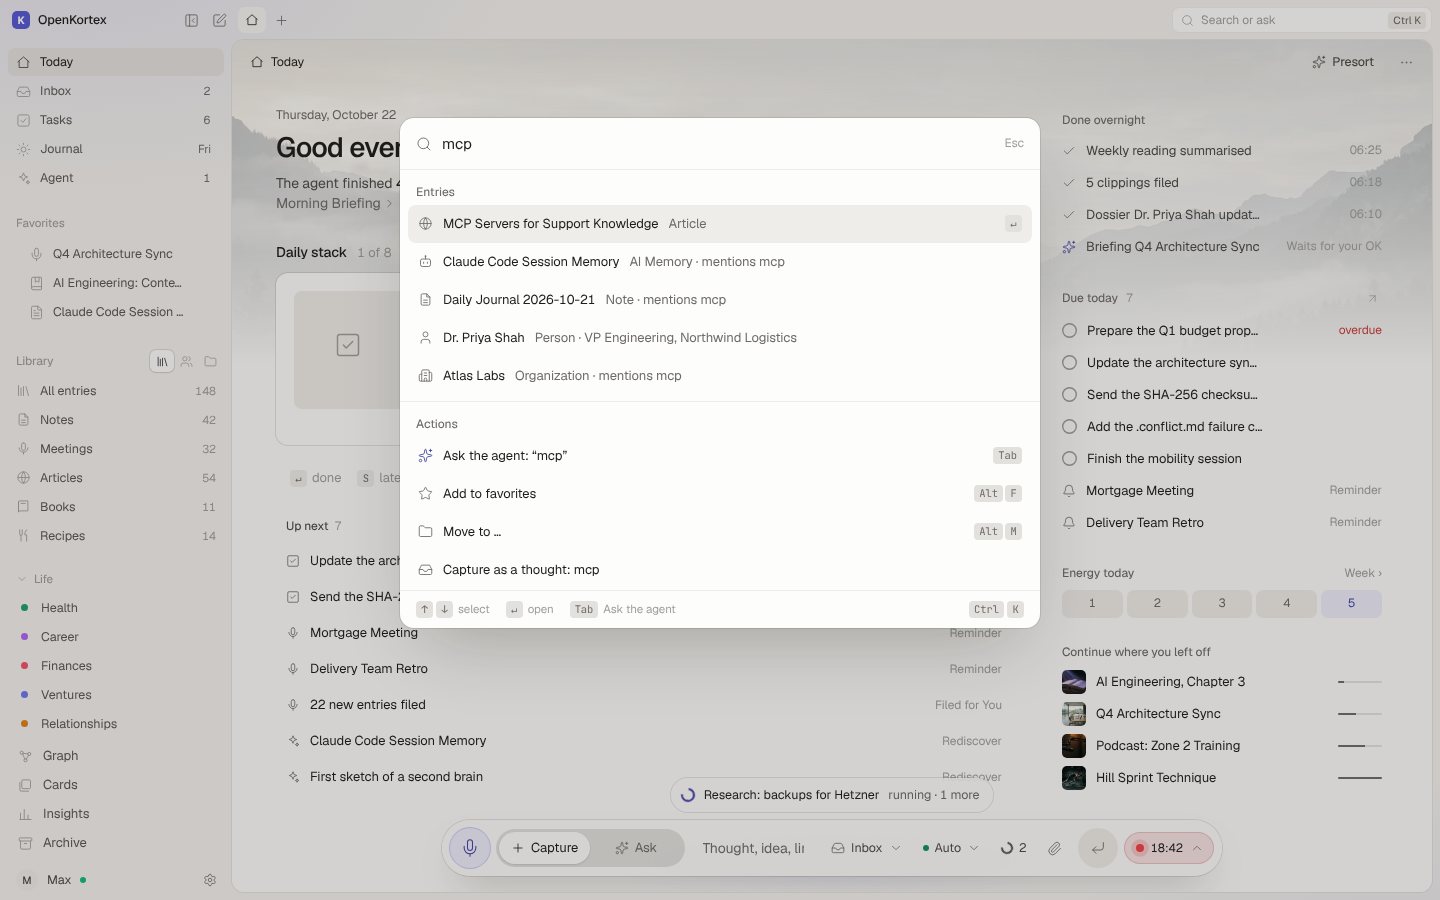 K OpenKortex
Search or ask Ctrl K
Today
Inbox 2
Tasks 6
Journal Fri
Agent 1
Favorites
Q4 Architecture Sync
AI Engineering: Conte...
Claude Code Session ...
Library
All entries 148
Notes 42
Meetings 32
Articles 54
Books 11
Recipes 14
Life
Health
Career
Finances
Ventures
Relationships
Graph
Cards
Insights
Archive
M Max
Today
Presort
Thursday, October 22
Good ever
The agent finished 4
Morning Briefing ›
Daily stack 1 of 8
↵ done S late
Up next 7
Update the arch
Send the SHA-2
Mortgage Meeting Reminder
Delivery Team Retro Reminder
22 new entries filed Filed for You
Claude Code Session Memory Rediscover
First sketch of a second brain Rediscover
mcp Esc
Entries
MCP Servers for Support Knowledge Article ↵
Claude Code Session Memory AI Memory · mentions mcp
Daily Journal 2026-10-21 Note · mentions mcp
Dr. Priya Shah Person · VP Engineering, Northwind Logistics
Atlas Labs Organization · mentions mcp
Actions
Ask the agent: “mcp” Tab
Add to favorites Alt F
Move to ... Alt M
Capture as a thought: mcp
↑ ↓ select ↵ open Tab Ask the agent Ctrl K
Done overnight
Weekly reading summarised 06:25
5 clippings filed 06:18
Dossier Dr. Priya Shah updat... 06:10
Briefing Q4 Architecture Sync Waits for your OK
Due today 7
Prepare the Q1 budget prop... overdue
Update the architecture syn...
Send the SHA-256 checksu...
Add the .conflict.md failure c...
Finish the mobility session
Mortgage Meeting Reminder
Delivery Team Retro Reminder
Energy today Week ›
1 2 3 4 5
Continue where you left off
AI Engineering, Chapter 3
Q4 Architecture Sync
Podcast: Zone 2 Training
Hill Sprint Technique
Research: backups for Hetzner running · 1 more
Capture Ask Thought, idea, lin Inbox Auto 2 18:42